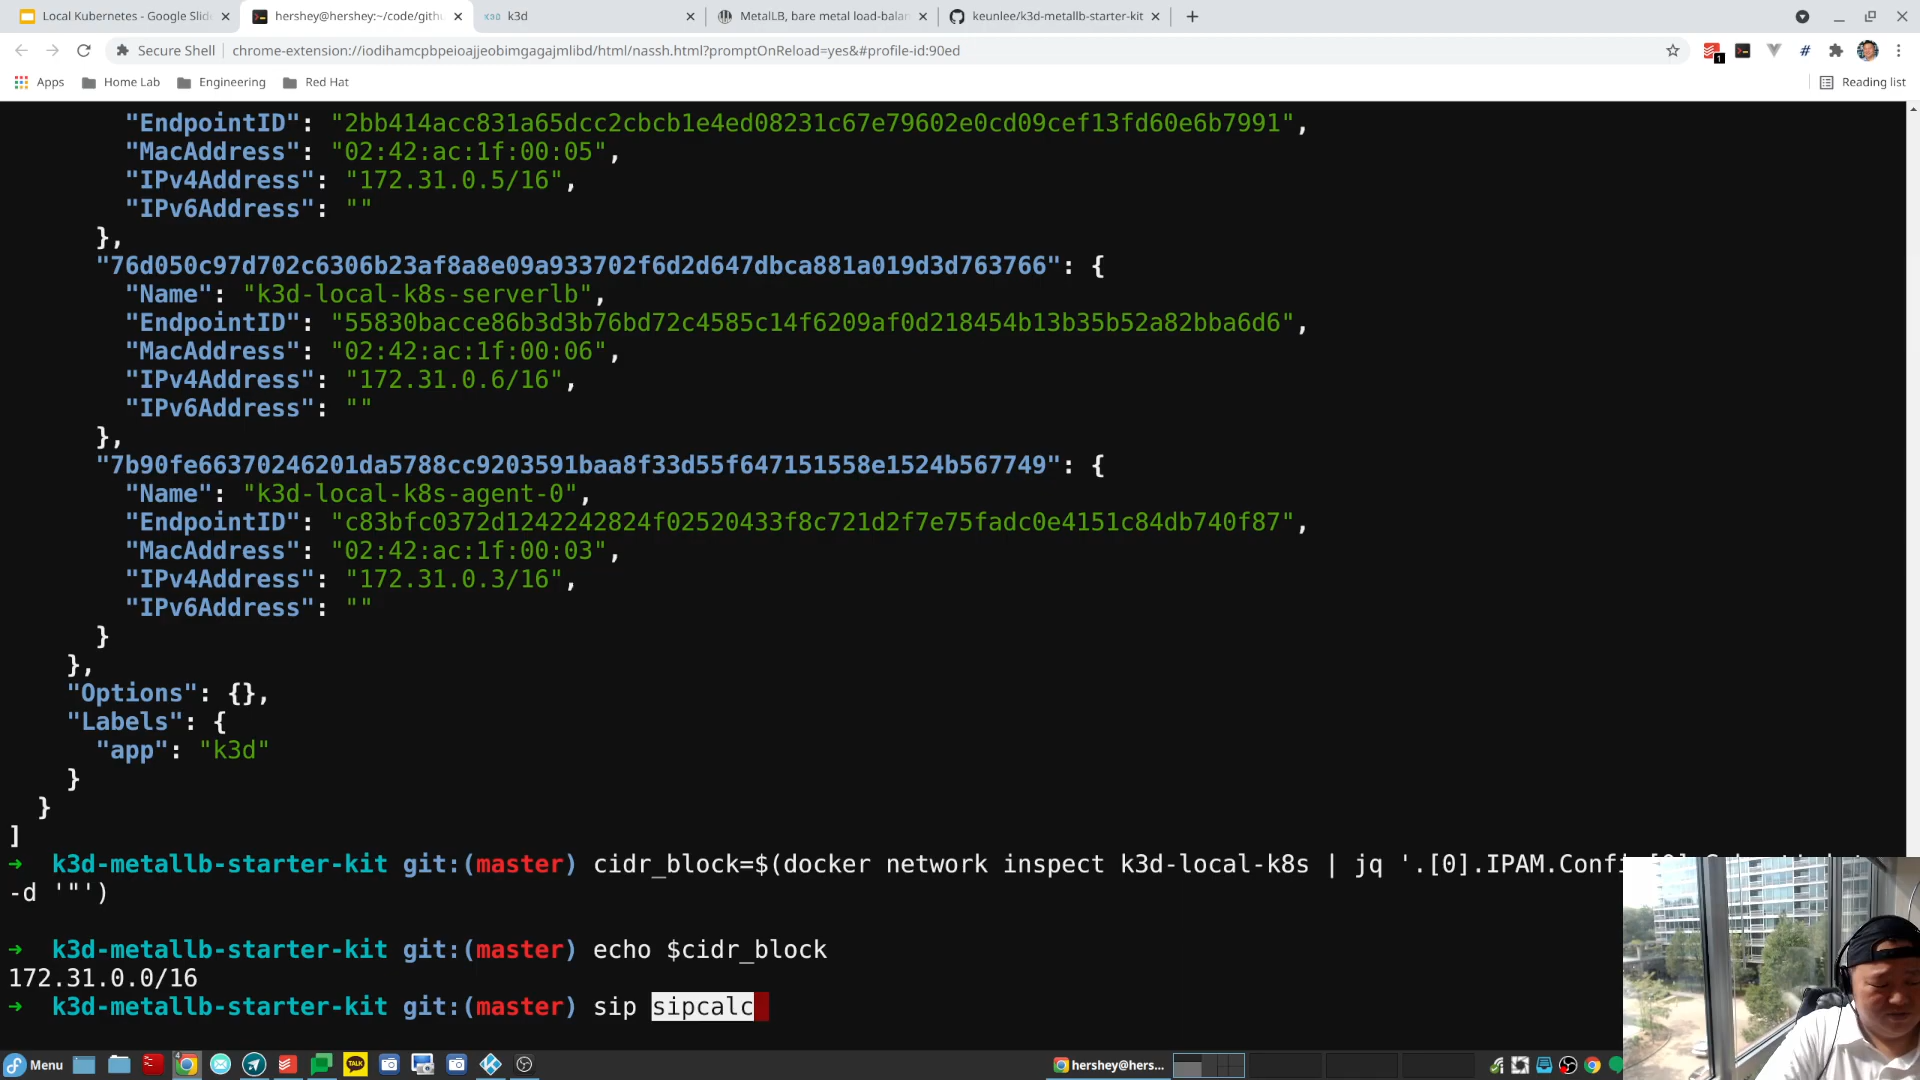 Local Kubernetes - Google Slid
hershey@hershey:~/code/gith
k3d
MetalLB, bare metal load-balan
keunlee/k3d-metallb-starter-kit
Secure Shell
chrome-extension://iodihamcpbpeioajjeobimgagajmlibd/html/nassh.html?promptOnReload=yes&#profile-id:90ed
1
Apps
Home Lab
Engineering
Red Hat
Reading list
"EndpointID": "2bb414acc831a65dcc2cbcb1e4ed08231c67e79602e0cd09cef13fd60e6b7991",
"MacAddress": "02:42:ac:1f:00:05",
"IPv4Address": "172.31.0.5/16",
"IPv6Address": ""
},
"76d050c97d702c6306b23af8a8e09a933702f6d2d647dbca881a019d3d763766": {
"Name": "k3d-local-k8s-serverlb",
"EndpointID": "55830bacce86b3d3b76bd72c4585c14f6209af0d218454b13b35b52a82bba6d6",
"MacAddress": "02:42:ac:1f:00:06",
"IPv4Address": "172.31.0.6/16",
"IPv6Address": ""
},
"7b90fe66370246201da5788cc9203591baa8f33d55f647151558e1524b567749": {
"Name": "k3d-local-k8s-agent-0",
"EndpointID": "c83bfc0372d1242242824f02520433f8c721d2f7e75fadc0e4151c84db740f87",
"MacAddress": "02:42:ac:1f:00:03",
"IPv4Address": "172.31.0.3/16",
"IPv6Address": ""
}
},
"Options": {},
"Labels": {
"app": "k3d"
}
}
]
➜ k3d-metallb-starter-kit git:(master) cidr_block=$(docker network inspect k3d-local-k8s | jq '.[0].IPAM.Confi
-d '"')
➜ k3d-metallb-starter-kit git:(master) echo $cidr_block
172.31.0.0/16
➜ k3d-metallb-starter-kit git:(master) sip sipcalc
Menu
4
TALK
hershey@hers...